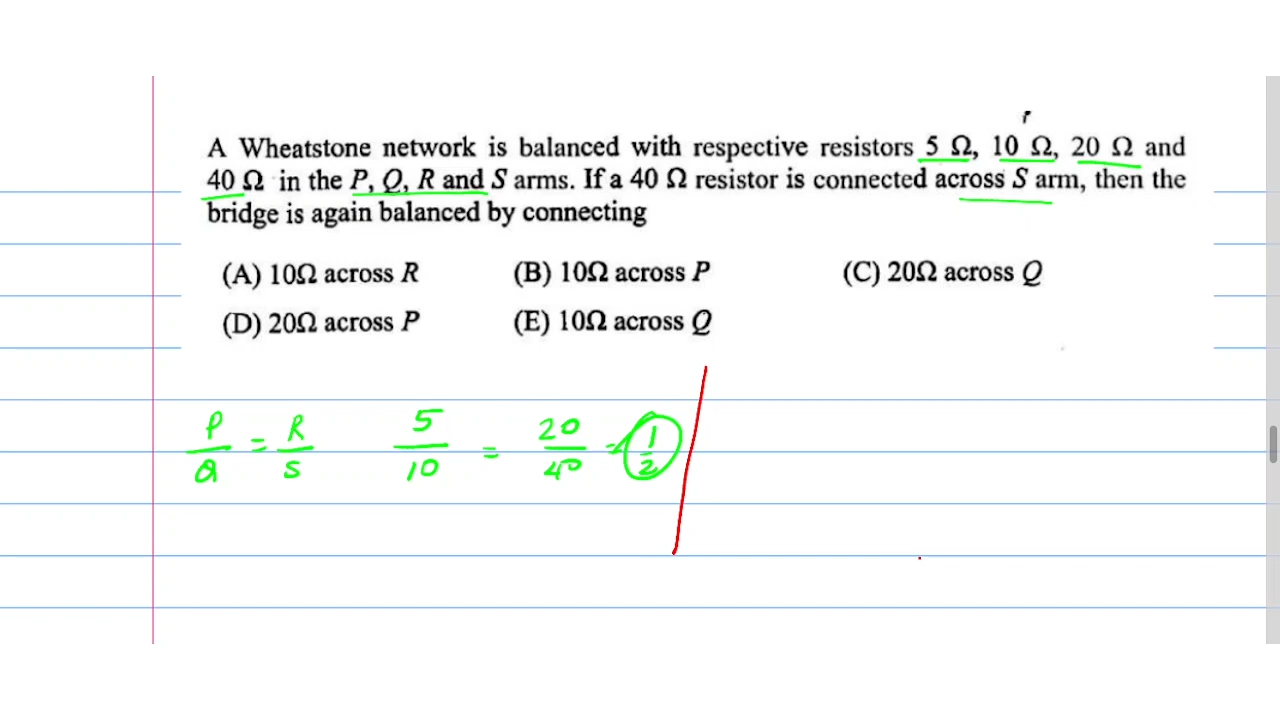 A Wheatstone network is balanced with respective resistors 5 Ω, 10 Ω, 20 Ω and
40 Ω in the P, Q, R and S arms. If a 40 Ω resistor is connected across S arm, then the
bridge is again balanced by connecting
(A) 10Ω across R (B) 10Ω across P (C) 20Ω across Q
(D) 20Ω across P (E) 10Ω across Q
P/Q = R/S 5/10 = 20/40 = 1/2